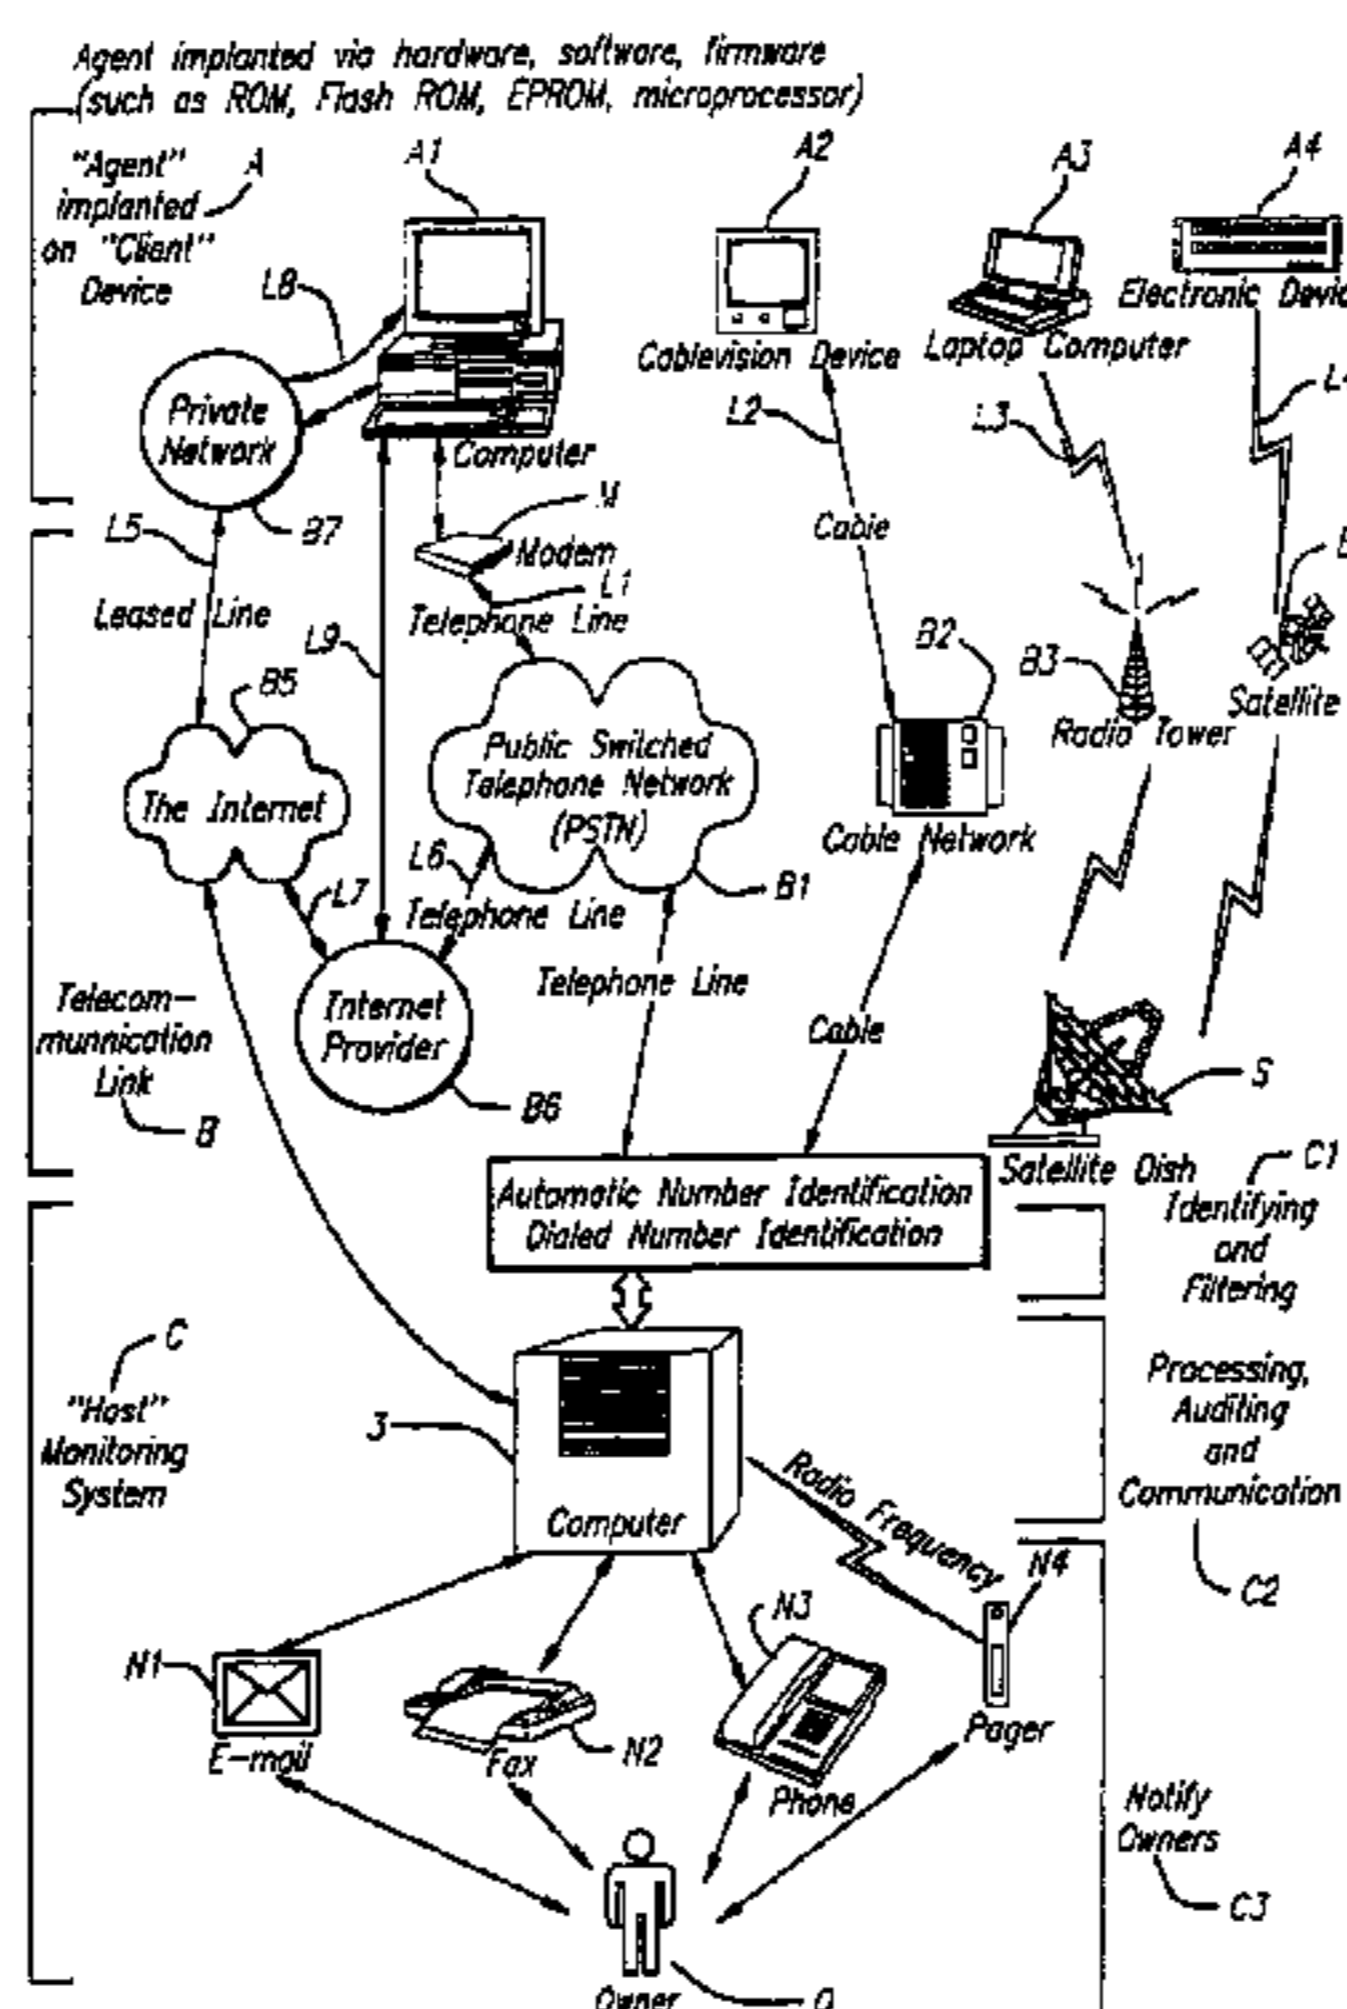 Agent implanted via hardware, software, firmware
(such as ROM, Flash ROM, EPROM, microprocessor)
"Agent"
implanted
on "Client"
Device
A
A1
A2
A3
A4
L8
Computer
Cablevision Device
Laptop Computer
Electronic Devic
Private
Network
B7
L5
Leased Line
L9
M
Modem
L1
Telephone Line
L2
Cable
L3
L4
B2
B3
Radio Tower
Satellite
B5
The Internet
Public Switched
Telephone Network
(PSTN)
B1
Cable Network
L7
L6
Telephone Line
Telephone Line
Cable
Internet
Provider
B6
Telecom-
munnication
Link
B
S
Satellite Dish
Automatic Number Identification
Dialed Number Identification
C1
Identifying
and
Filtering
C
"Host"
Monitoring
System
3
Computer
Processing,
Auditing
and
Communication
C2
Radio Frequency
N1
E-mail
N2
Fax
N3
Phone
N4
Pager
Notify
Owners
C3
Owner
O